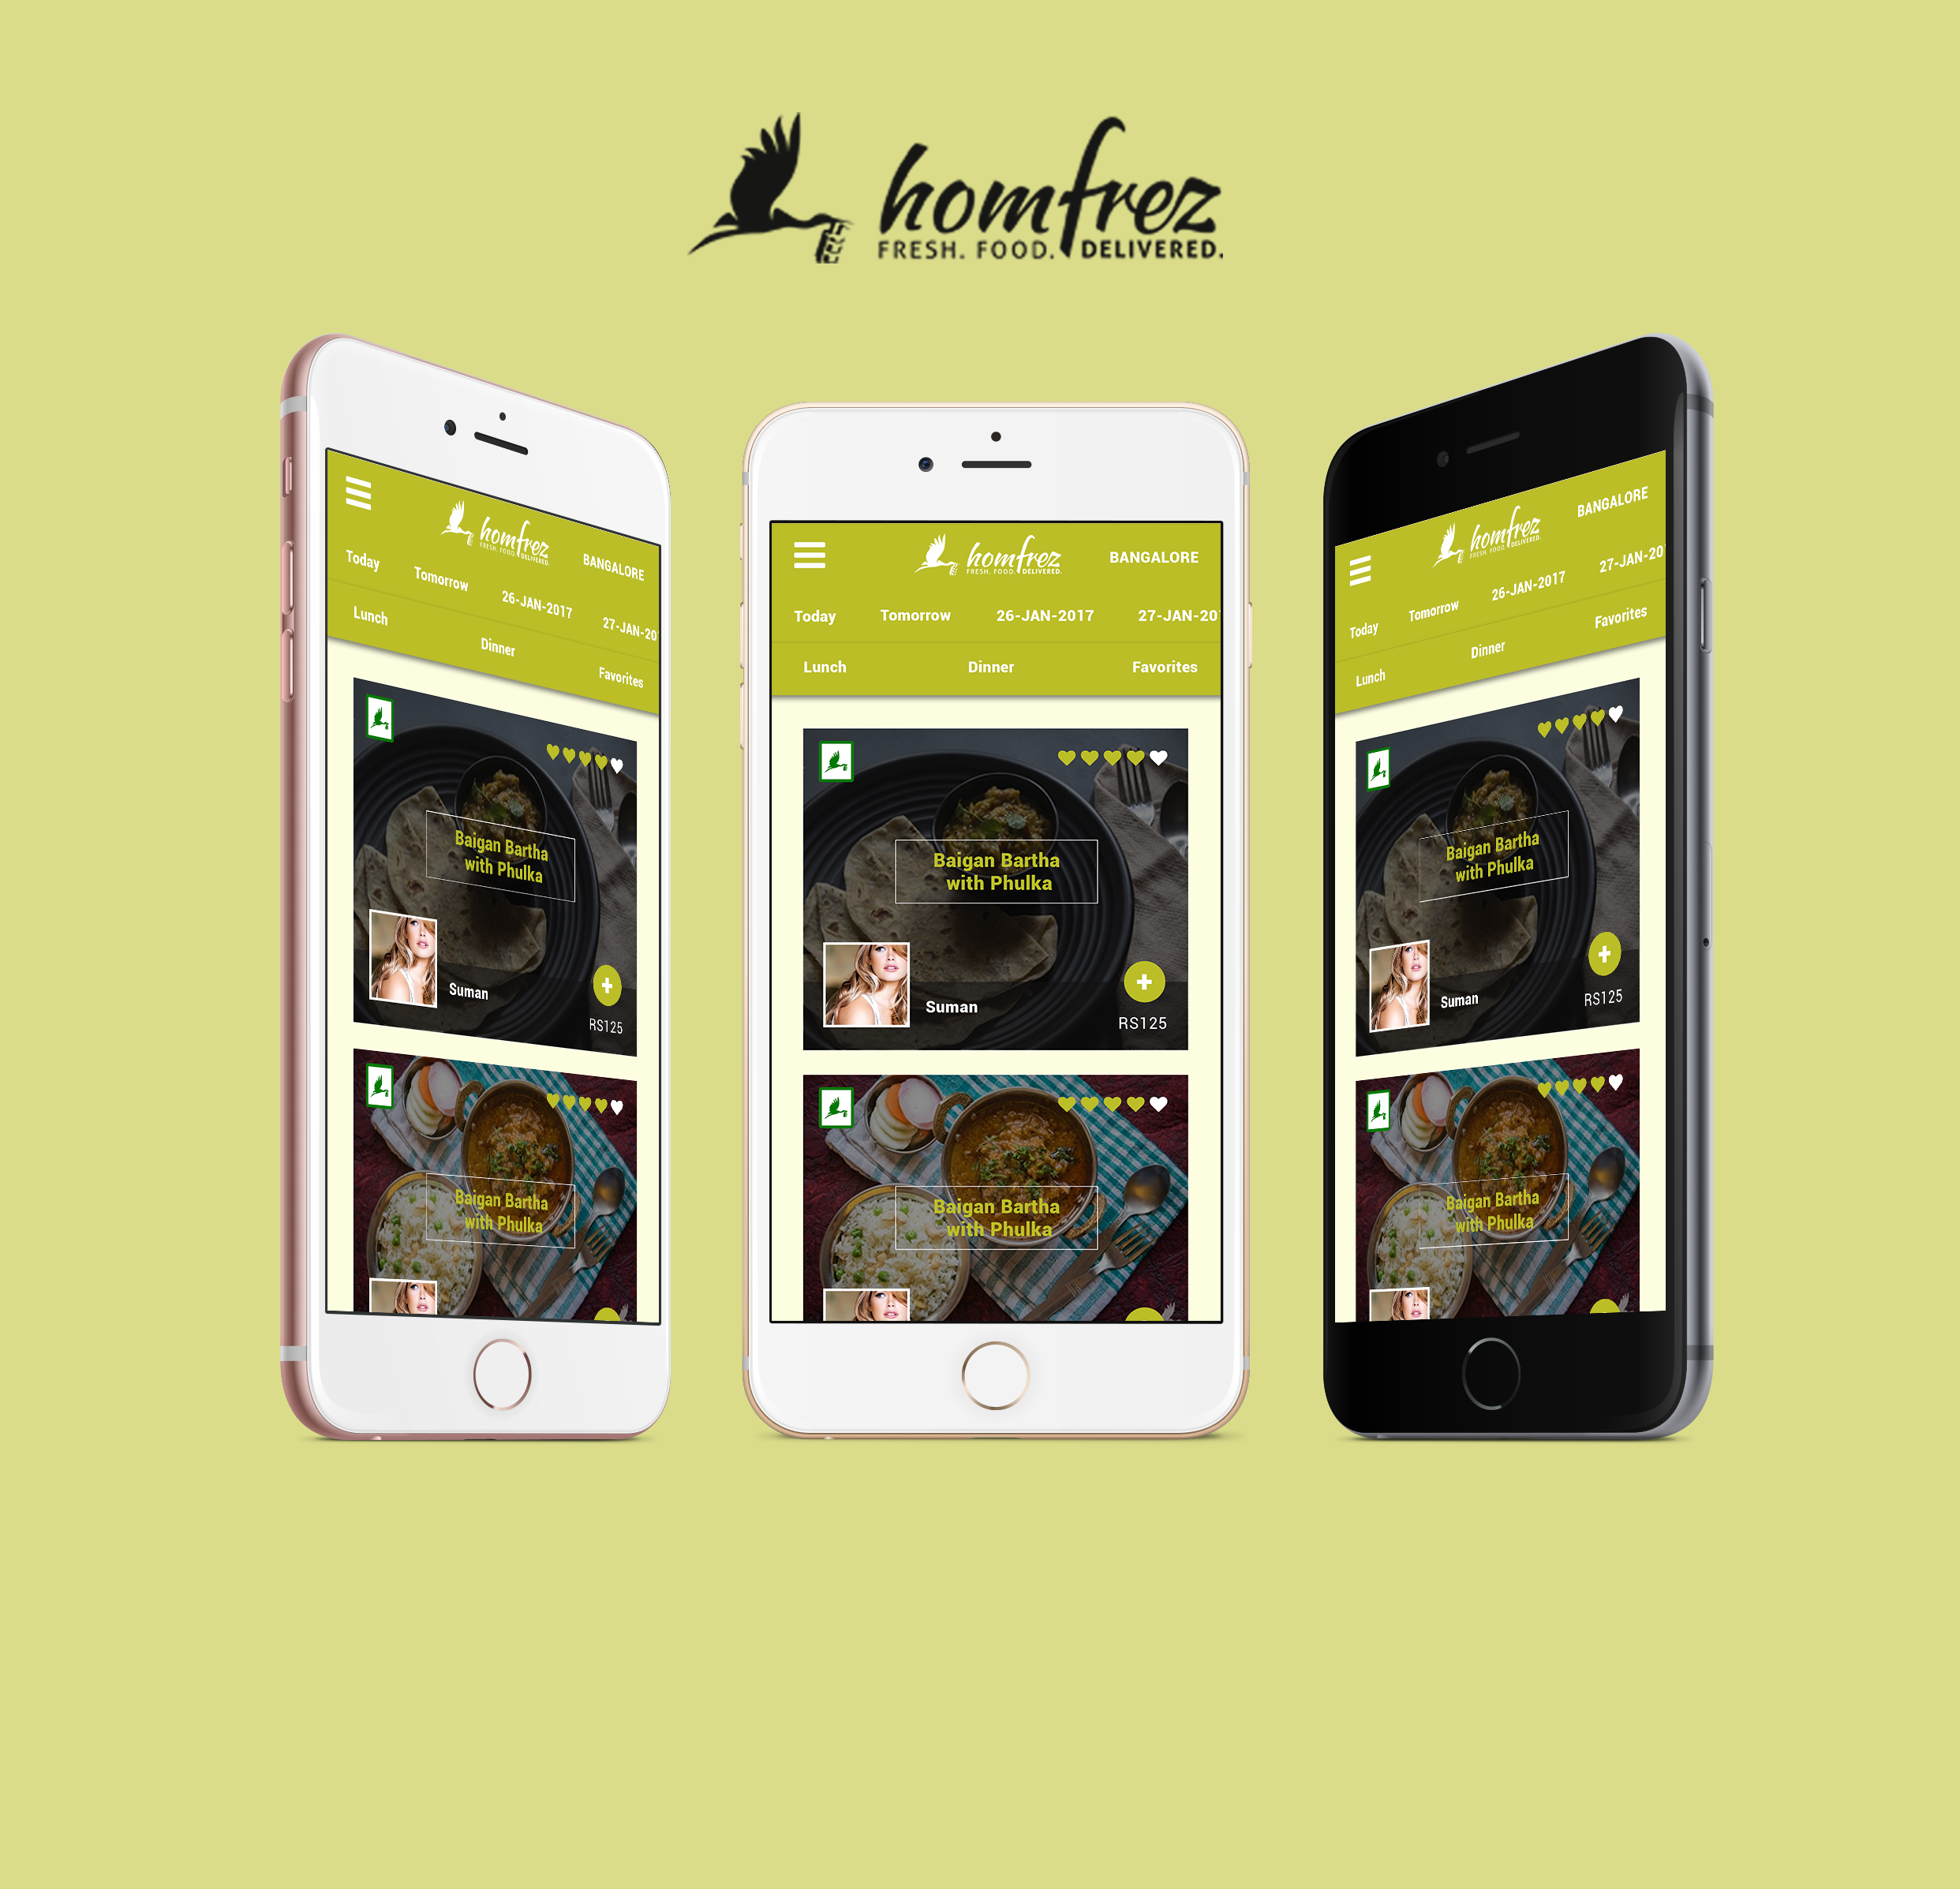 homfrez
FRESH. FOOD. DELIVERED.
homfrez
FRESH. FOOD. DELIVERED.
BANGALORE
Today
Tomorrow
26-JAN-2017
27-JAN-20
Lunch
Dinner
Favorites
Baigan Bartha
with Phulka
Suman
RS125
Baigan Bartha
with Phulka
homfrez
FRESH. FOOD. DELIVERED.
BANGALORE
Today
Tomorrow
26-JAN-2017
27-JAN-201
Lunch
Dinner
Favorites
Baigan Bartha
with Phulka
Suman
RS125
Baigan Bartha
with Phulka
homfrez
FRESH. FOOD. DELIVERED.
BANGALORE
Today
Tomorrow
26-JAN-2017
27-JAN-20
Lunch
Dinner
Favorites
Baigan Bartha
with Phulka
Suman
RS125
Baigan Bartha
with Phulka